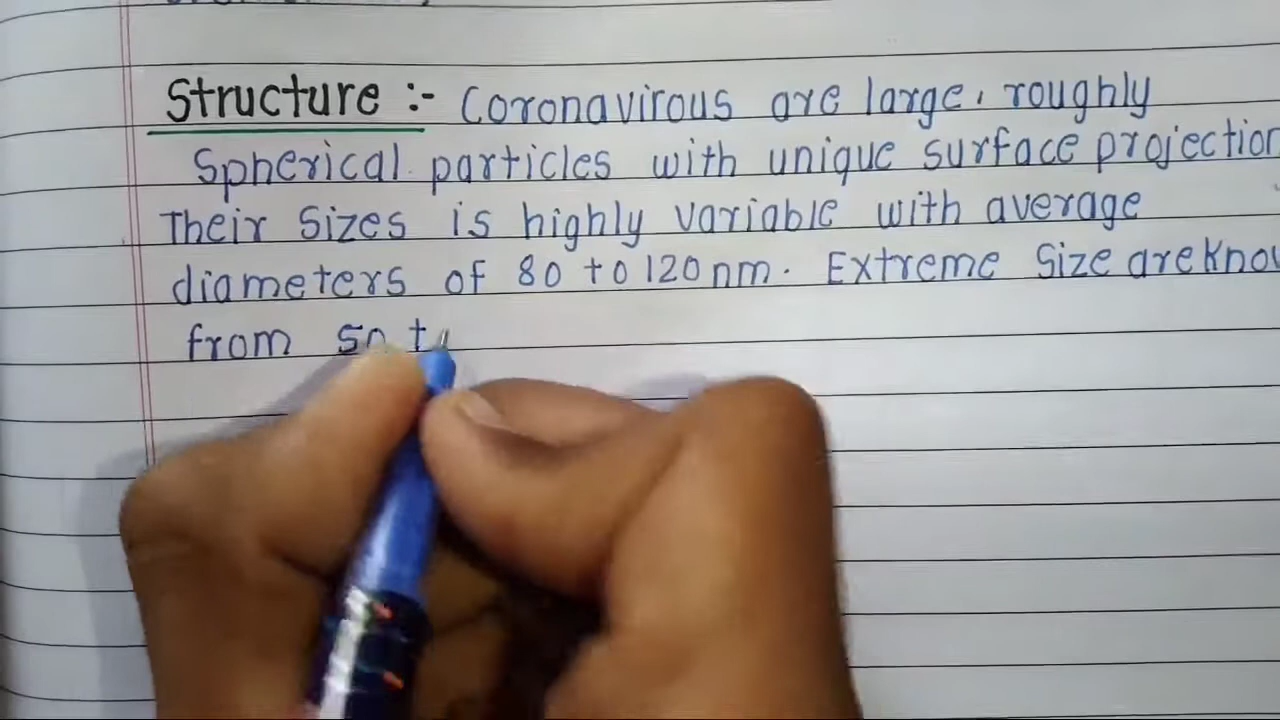 Structure :- Coronavirous are large, roughly
Spherical particles with unique surface projection
Their Sizes is highly variable with average
diameters of 80 to 120 nm. Extreme Size are Know
from 50 t